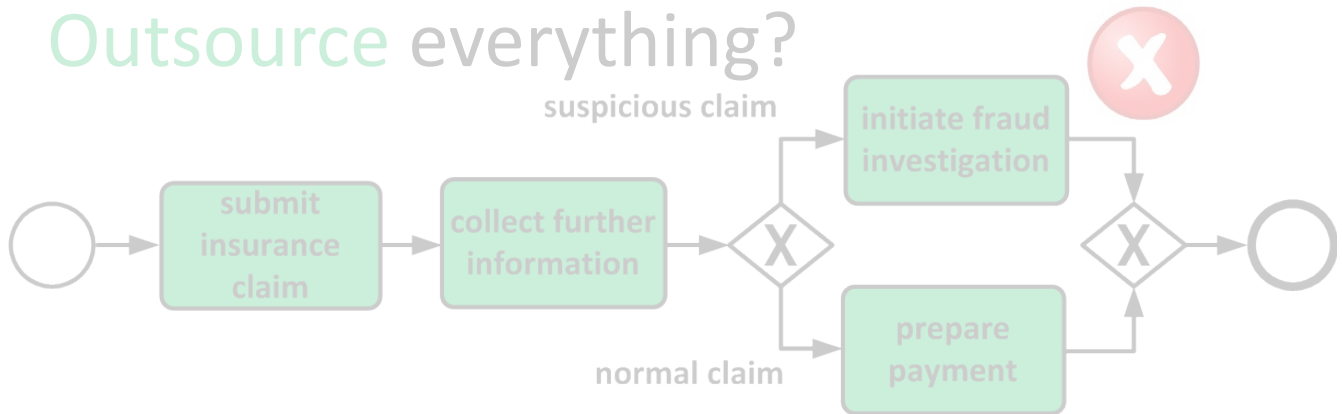 Outsource everything?
suspicious claim
initiate fraud
investigation
submit
insurance
claim
collect further
information
X
X
prepare
payment
normal claim